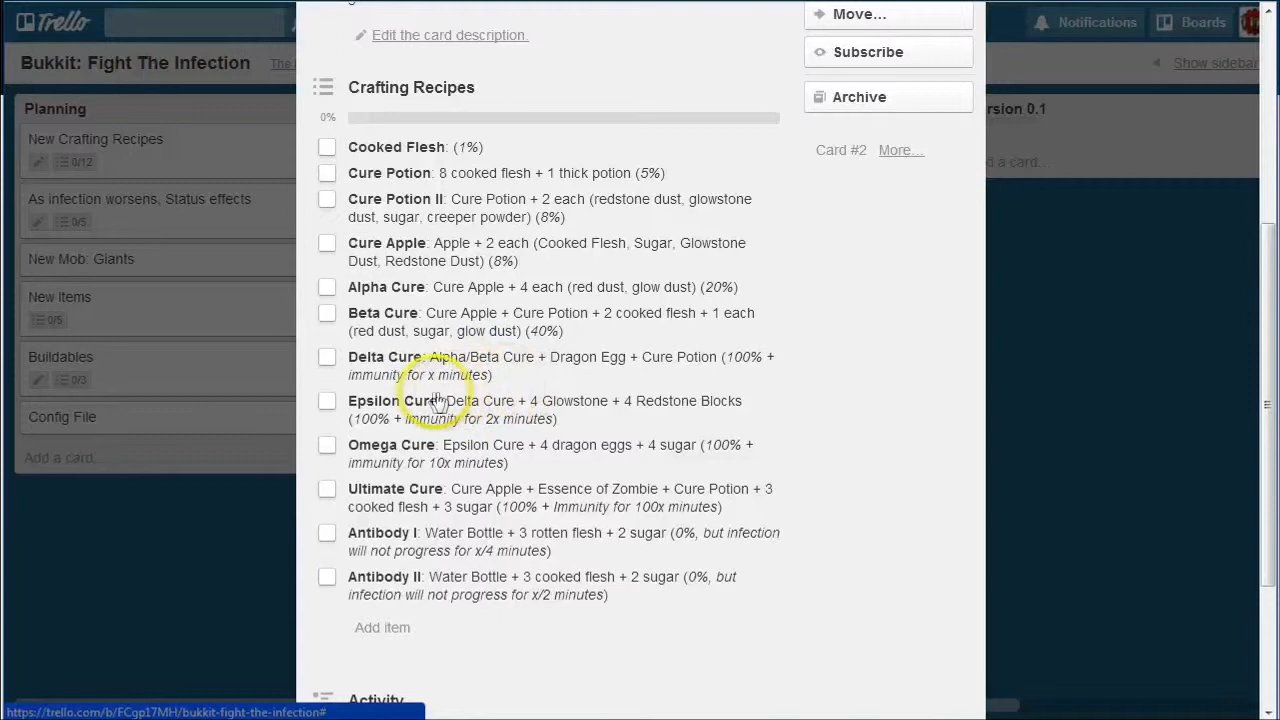 Trello
Notifications
Boards
Bukkit: Fight The Infection
Show sidebar
Planning
New Crafting Recipes
0/12
As infection worsens, Status effects
0/5
New Mob: Giants
New Items
0/5
Buildables
0/3
Config File
Add a card...
Edit the card description.
Crafting Recipes
0%
Cooked Flesh: (1%)
Cure Potion: 8 cooked flesh + 1 thick potion (5%)
Cure Potion II: Cure Potion + 2 each (redstone dust, glowstone
dust, sugar, creeper powder) (8%)
Cure Apple: Apple + 2 each (Cooked Flesh, Sugar, Glowstone
Dust, Redstone Dust) (8%)
Alpha Cure: Cure Apple + 4 each (red dust, glow dust) (20%)
Beta Cure: Cure Apple + Cure Potion + 2 cooked flesh + 1 each
(red dust, sugar, glow dust) (40%)
Delta Cure: Alpha/Beta Cure + Dragon Egg + Cure Potion (100% +
immunity for x minutes)
Epsilon Cure: Delta Cure + 4 Glowstone + 4 Redstone Blocks
(100% + Immunity for 2x minutes)
Omega Cure: Epsilon Cure + 4 dragon eggs + 4 sugar (100% +
immunity for 10x minutes)
Ultimate Cure: Cure Apple + Essence of Zombie + Cure Potion + 3
cooked flesh + 3 sugar (100% + Immunity for 100x minutes)
Antibody I: Water Bottle + 3 rotten flesh + 2 sugar (0%, but infection
will not progress for x/4 minutes)
Antibody II: Water Bottle + 3 cooked flesh + 2 sugar (0%, but
infection will not progress for x/2 minutes)
Add item
Activity
Move...
Subscribe
Archive
Card #2 More...
rsion 0.1
d a card...
https://trello.com/b/FCgp17MH/bukkit-fight-the-infection#